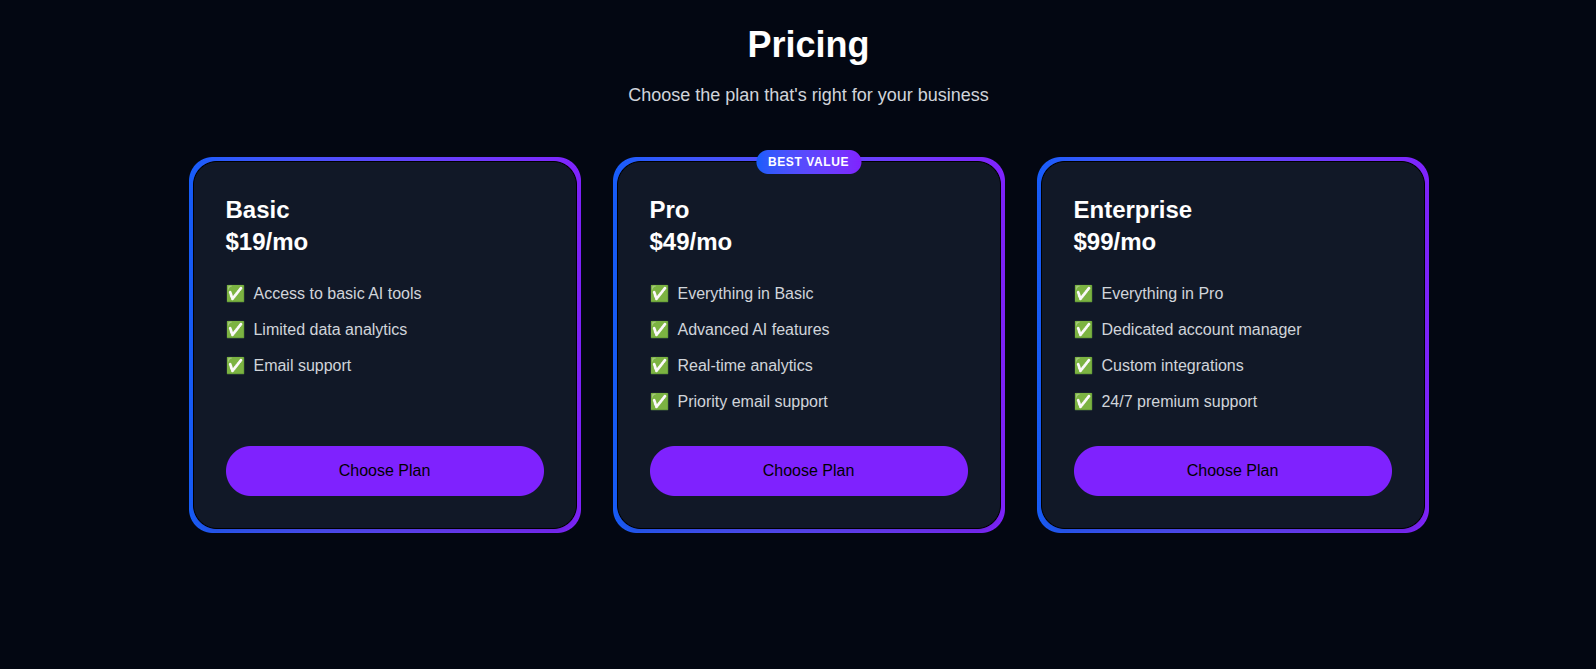 Pricing
Choose the plan that's right for your business
Basic
$19/mo
Access to basic AI tools
Limited data analytics
Email support
Choose Plan
BEST VALUE
Pro
$49/mo
Everything in Basic
Advanced AI features
Real-time analytics
Priority email support
Choose Plan
Enterprise
$99/mo
Everything in Pro
Dedicated account manager
Custom integrations
24/7 premium support
Choose Plan